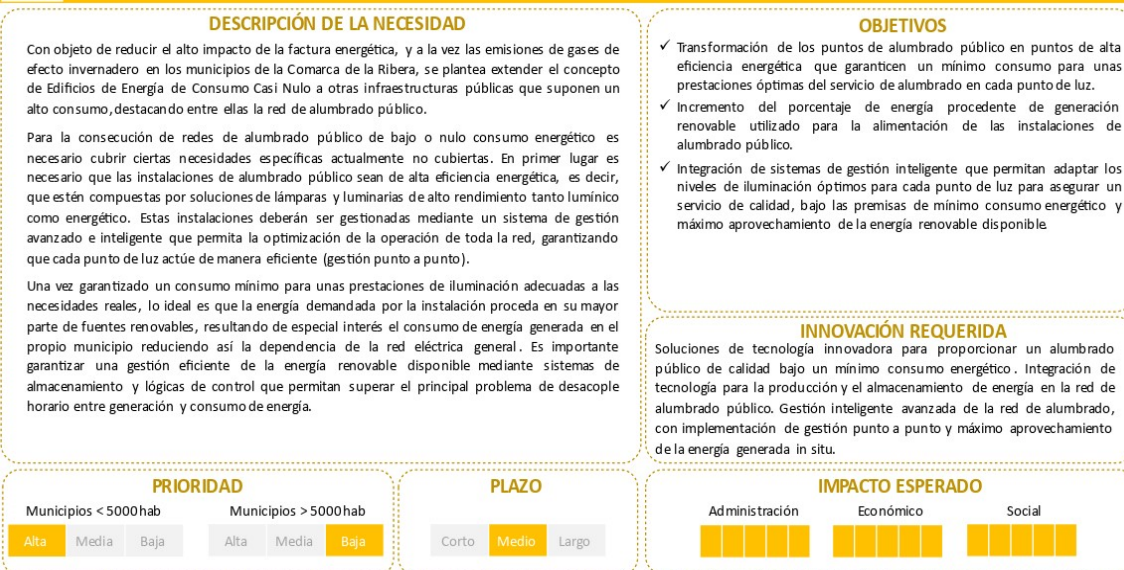 DESCRIPCIÓN DE LA NECESIDAD
Con objeto de reducir el alto impacto de la factura energética, y a la vez las emisiones de gases de
efecto invernadero en los municipios de la Comarca de la Ribera, se plantea extender el concepto
de Edificios de Energía de Consumo Casi Nulo a otras infraestructuras públicas que suponen un
alto consumo, destacando entre ellas la red de alumbrado público.
Para la consecución de redes de alumbrado público de bajo o nulo consumo energético es
necesario cubrir ciertas necesidades específicas actualmente no cubiertas. En primer lugar es
necesario que las instalaciones de alumbrado público sean de alta eficiencia energética, es decir,
que estén compuestas por soluciones de lámparas y luminarias de alto rendimiento tanto lumínico
como energético. Estas instalaciones deberán ser gestionadas mediante un sistema de gestión
avanzado e inteligente que permita la optimización de la operación de toda la red, garantizando
que cada punto de luz actúe de manera eficiente (gestión punto a punto).
Una vez garantizado un consumo mínimo para unas prestaciones de iluminación adecuadas a las
necesidades reales, lo ideal es que la energía demandada por la instalación proceda en su mayor
parte de fuentes renovables, resultando de especial interés el consumo de energía generada en el
propio municipio reduciendo así la dependencia de la red eléctrica general. Es importante
garantizar una gestión eficiente de la energía renovable disponible mediante sistemas de
almacenamiento y lógicas de control que permitan superar el principal problema de desacople
horario entre generación y consumo de energía.
OBJETIVOS
✓ Transformación de los puntos de alumbrado público en puntos de alta
eficiencia energética que garanticen un mínimo consumo para unas
prestaciones óptimas del servicio de alumbrado en cada punto de luz.
✓ Incremento del porcentaje de energía procedente de generación
renovable utilizado para la alimentación de las instalaciones de
alumbrado público.
✓ Integración de sistemas de gestión inteligente que permitan adaptar los
niveles de iluminación óptimos para cada punto de luz para asegurar un
servicio de calidad, bajo las premisas de mínimo consumo energético y
máximo aprovechamiento de la energía renovable disponible.
INNOVACIÓN REQUERIDA
Soluciones de tecnología innovadora para proporcionar un alumbrado
público de calidad bajo un mínimo consumo energético. Integración de
tecnología para la producción y el almacenamiento de energía en la red de
alumbrado público. Gestión inteligente avanzada de la red de alumbrado,
con implementación de gestión punto a punto y máximo aprovechamiento
de la energía generada in situ.
PRIORIDAD
Municipios < 5000 hab Municipios > 5000 hab
Alta Media Baja Alta Media Baja
PLAZO
Corto Medio Largo
IMPACTO ESPERADO
Administración Económico Social